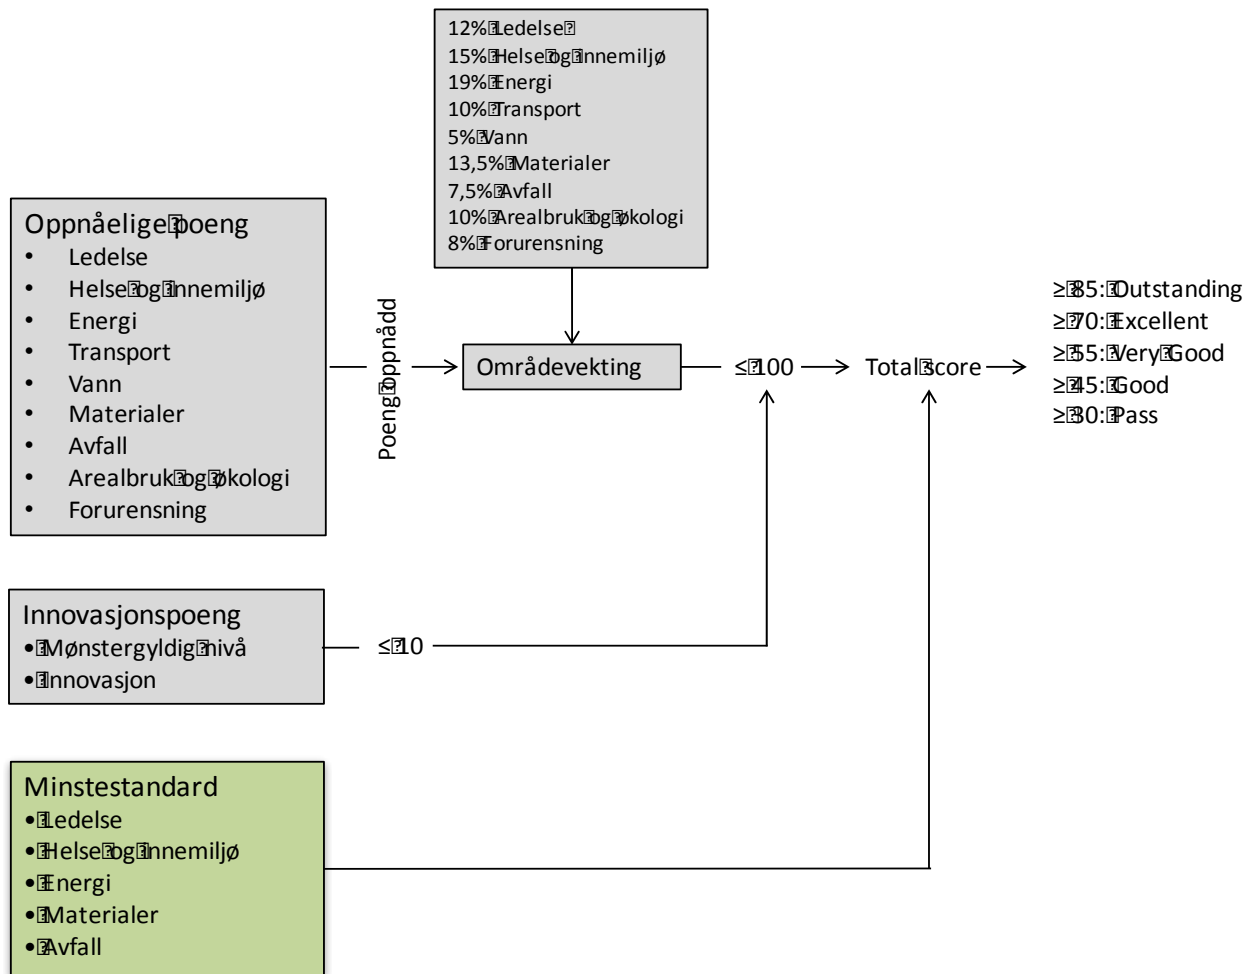 12% Ledelse
15% Helse og innemiljø
19% Energi
10% Transport
5% Vann
13,5% Materialer
7,5% Avfall
10% Arealbruk og økologi
8% Forurensning
Oppnåelige poeng
• Ledelse
• Helse og innemiljø
• Energi
• Transport
• Vann
• Materialer
• Avfall
• Arealbruk og økologi
• Forurensning
Poeng oppnådd
Områdevekting
≤ 100
Total score
≥ 85: Outstanding
≥ 70: Excellent
≥ 55: Very Good
≥ 45: Good
≥ 30: Pass
Innovasjonspoeng
• Mønstergyldig nivå
• Innovasjon
≤ 10
Minstestandard
• Ledelse
• Helse og innemiljø
• Energi
• Materialer
• Avfall